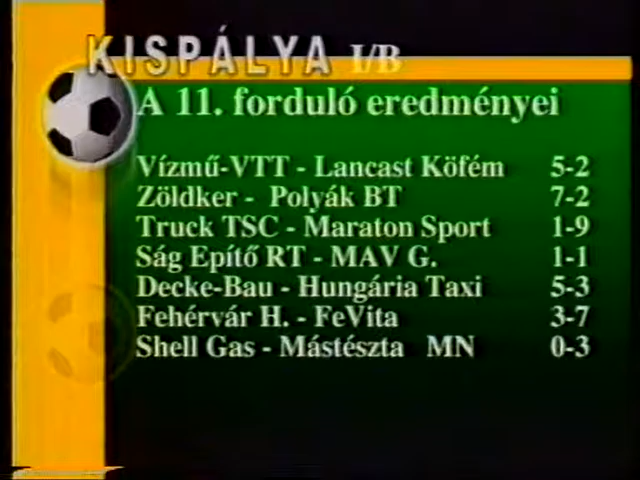 KISPÁLYA I/B
A 11. forduló eredményei
Vízmű-VTT - Lancast Köfém 5-2
Zöldker - Polyák BT 7-2
Truck TSC - Maraton Sport 1-9
Ság Epítő RT - MAV G. 1-1
Decke-Bau - Hungária Taxi 5-3
Fehérvár H. - FeVita 3-7
Shell Gas - Mástészta MN 0-3